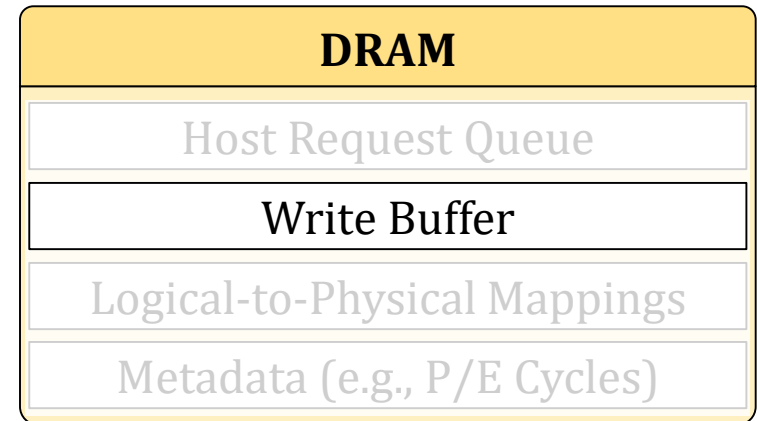 DRAM
Host Request Queue
Write Buffer
Logical-to-Physical Mappings
Metadata (e.g., P/E Cycles)